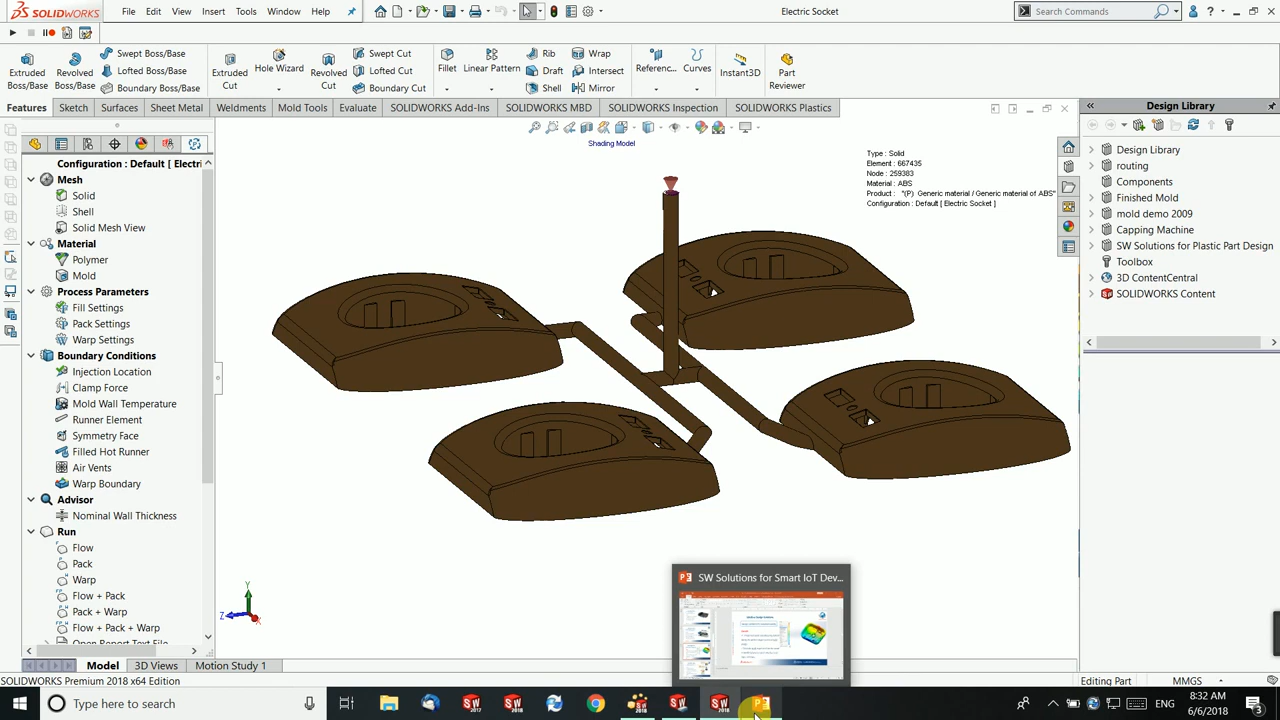 SOLIDWORKS File Edit View Insert Tools Window Help Electric Socket Search Commands
Extruded Boss/Base
Revolved Boss/Base
Swept Boss/Base
Lofted Boss/Base
Boundary Boss/Base
Extruded Cut
Hole Wizard
Revolved Cut
Swept Cut
Lofted Cut
Boundary Cut
Fillet
Linear Pattern
Rib
Draft
Shell
Wrap
Intersect
Mirror
Referenc...
Curves
Instant3D
Part Reviewer
Features Sketch Surfaces Sheet Metal Weldments Mold Tools Evaluate SOLIDWORKS Add-Ins SOLIDWORKS MBD SOLIDWORKS Inspection SOLIDWORKS Plastics
Configuration : Default [ Electri
Mesh
Solid
Shell
Solid Mesh View
Material
Polymer
Mold
Process Parameters
Fill Settings
Pack Settings
Warp Settings
Boundary Conditions
Injection Location
Clamp Force
Mold Wall Temperature
Runner Element
Symmetry Face
Filled Hot Runner
Air Vents
Warp Boundary
Advisor
Nominal Wall Thickness
Run
Flow
Pack
Warp
Flow + Pack
Pack + Warp
Flow + Pack + Warp
Shading Model
Type : Solid
Element : 667435
Node : 259383
Material : ABS
Product : "(P) Generic material / Generic material of ABS"
Configuration : Default [ Electric Socket ]
Y
Z
Design Library
Design Library
routing
Components
Finished Mold
mold demo 2009
Capping Machine
SW Solutions for Plastic Part Design
Toolbox
3D ContentCentral
SOLIDWORKS Content
SW Solutions for Smart IoT Dev...
Model 3D Views Motion Study 1
SOLIDWORKS Premium 2018 x64 Edition Editing Part MMGS
Type here to search
ENG
8:32 AM
6/6/2018
3